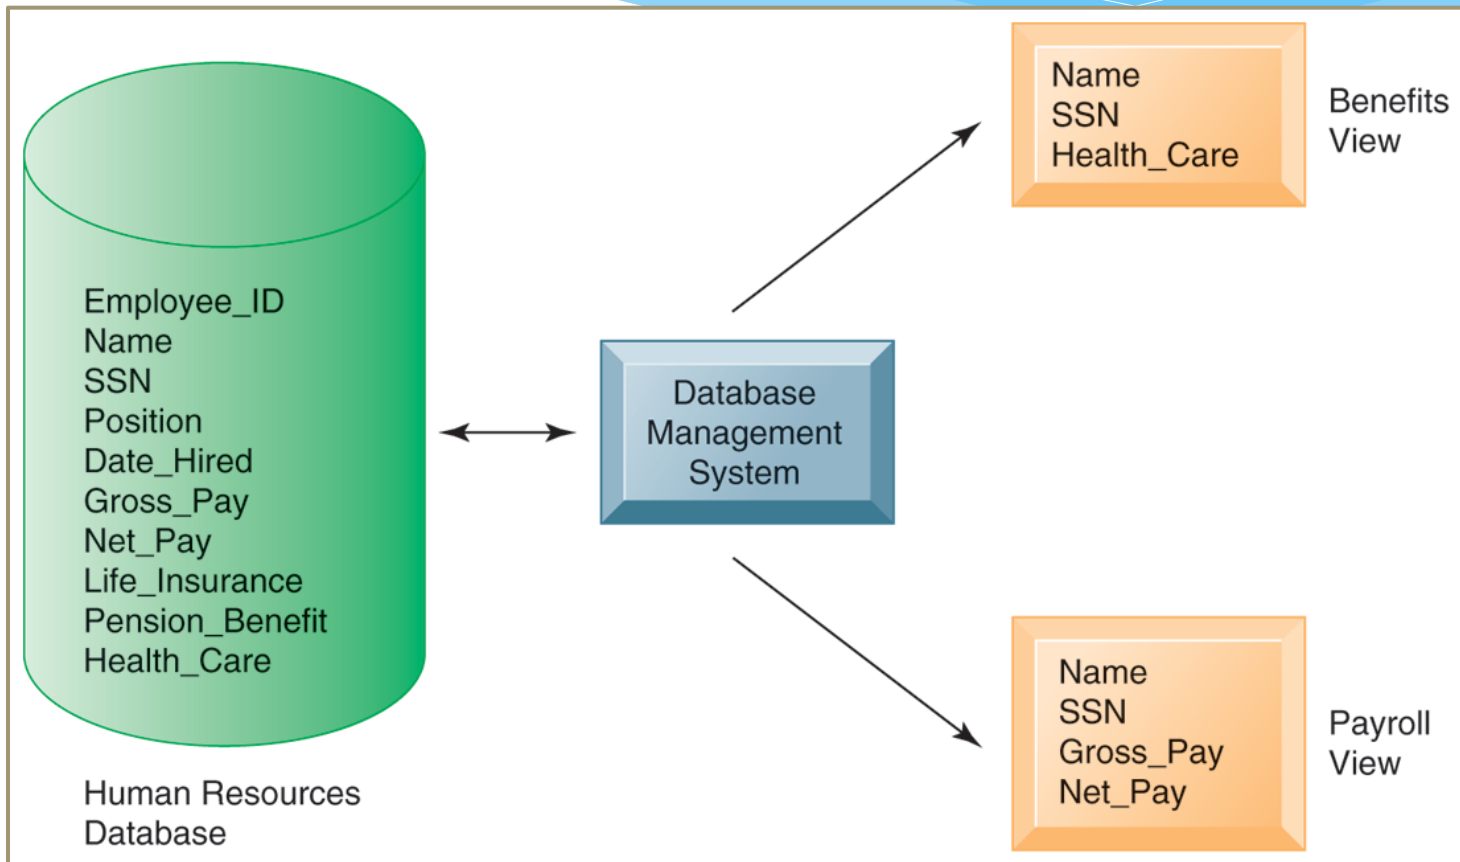 Employee_ID
Name
SSN
Position
Date_Hired
Gross_Pay
Net_Pay
Life_Insurance
Pension_Benefit
Health_Care
Human Resources
Database
Database
Management
System
Name
SSN
Health_Care
Benefits
View
Name
SSN
Gross_Pay
Net_Pay
Payroll
View